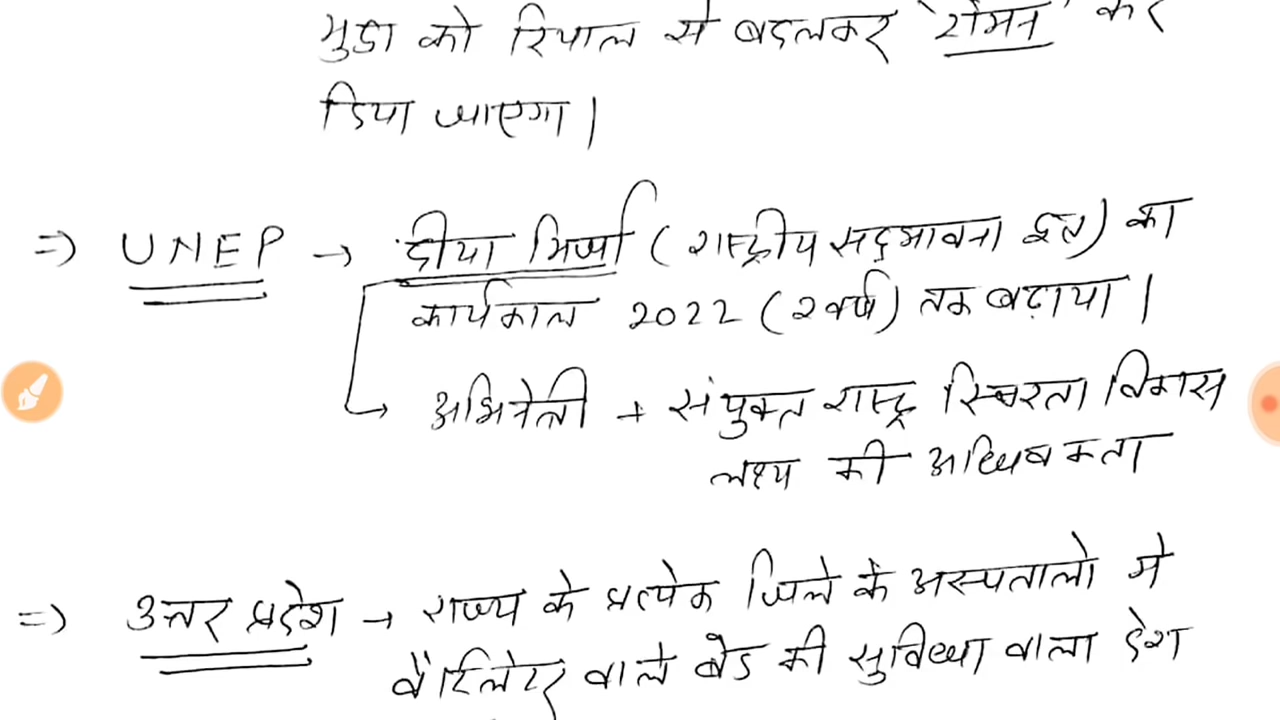 मुद्रा को रियाल से बदलकर 'तोमन' कर
दिया जाएगा।
=> UNEP → दीया मिर्जा (राष्ट्रीय सद्भावना दूत) का
कार्यकाल 2022 (2 वर्ष) तक बढ़ाया।
↳ अभिनेत्री + संयुक्त राष्ट्र स्थिरता विकास
लक्ष्य की अधिवक्ता
=> उत्तर प्रदेश → राज्य के प्रत्येक जिले के अस्पतालो मे
वेंटिलेटर वाले बेड की सुविधा वाला देश